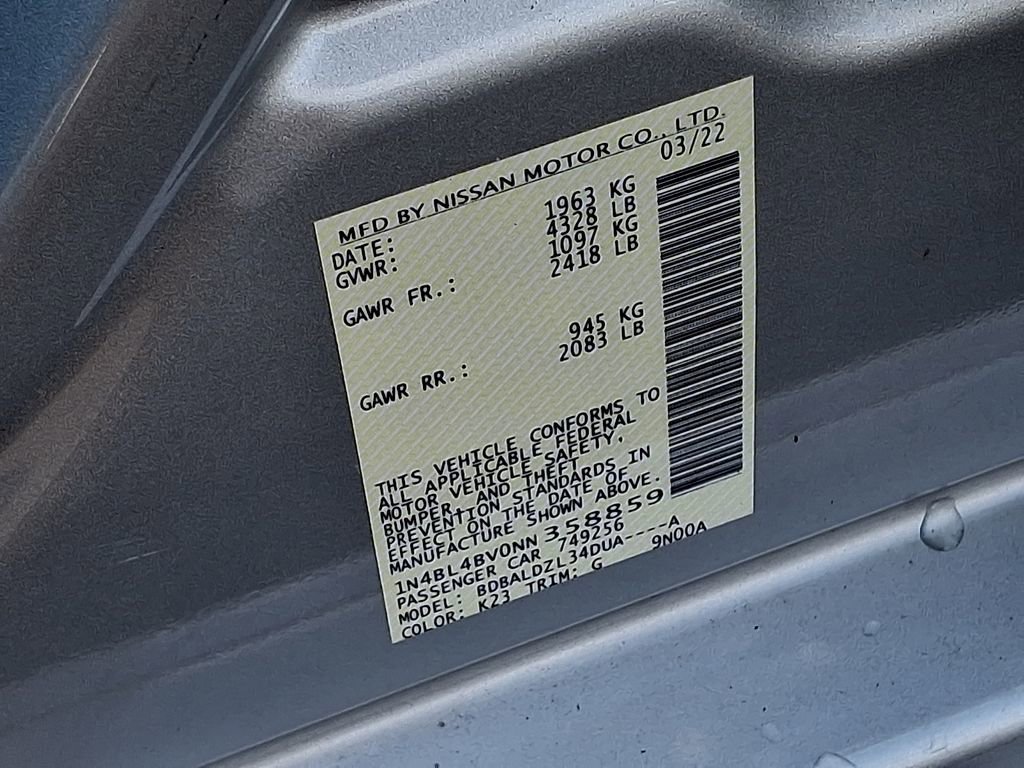 MFD BY NISSAN MOTOR CO., LTD.
DATE: 03/22
GVWR: 1963 KG
4328 LB
GAWR FR.: 1097 KG
2418 LB
GAWR RR.: 945 KG
2083 LB
THIS VEHICLE CONFORMS TO
ALL APPLICABLE FEDERAL
MOTOR VEHICLE SAFETY,
BUMPER, AND THEFT
PREVENTION STANDARDS IN
EFFECT ON THE DATE OF
MANUFACTURE SHOWN ABOVE.
1N4BL4BV0NN358859
PASSENGER CAR 749256
MODEL: BDBALDZL34DUA-----A
COLOR: K23 TRIM: G 9N00A